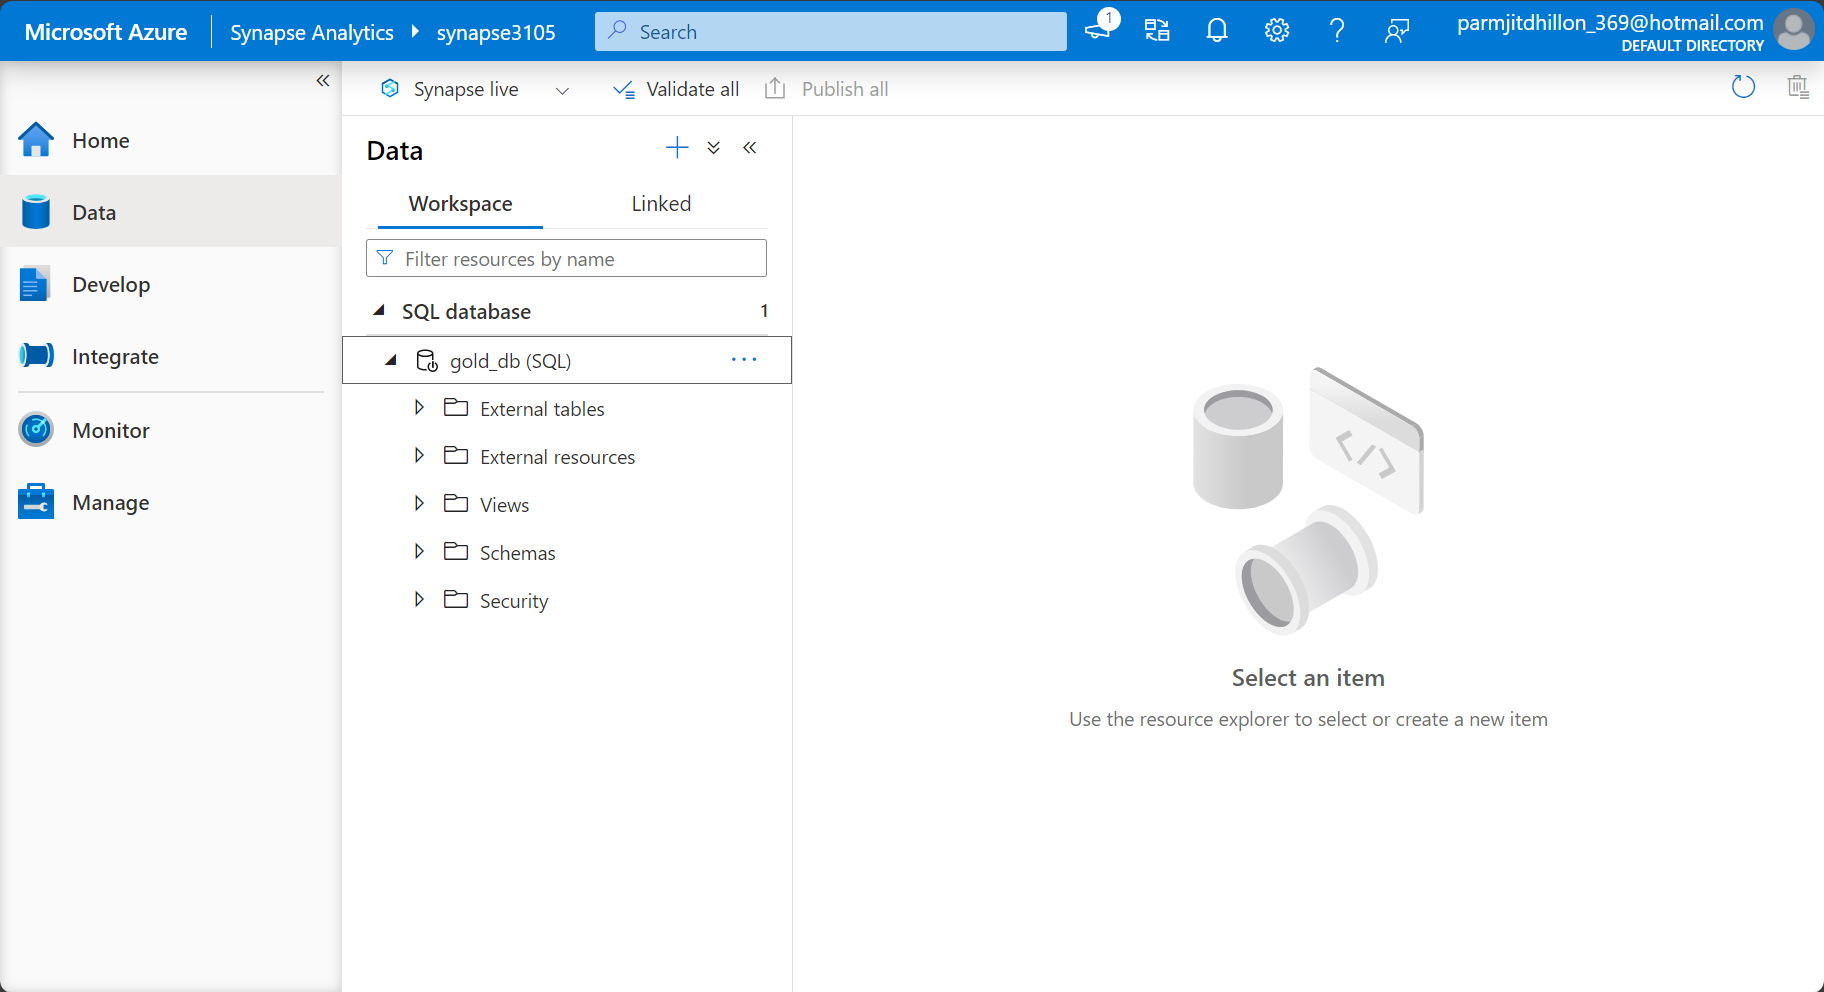 Microsoft Azure
Synapse Analytics
synapse3105
Search
1
parmjitdhillon_369@hotmail.com
DEFAULT DIRECTORY
Synapse live
Validate all
Publish all
Home
Data
Develop
Integrate
Monitor
Manage
Data
Workspace
Linked
Filter resources by name
SQL database
1
gold_db (SQL)
External tables
External resources
Views
Schemas
Security
Select an item
Use the resource explorer to select or create a new item